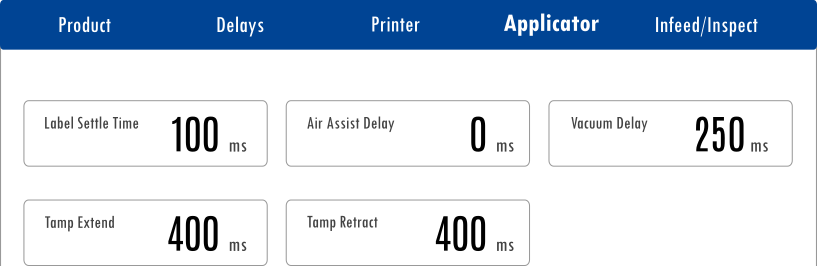 Product Delays Printer Applicator Infeed/Inspect
Label Settle Time 100 ms
Air Assist Delay 0 ms
Vacuum Delay 250 ms
Tamp Extend 400 ms
Tamp Retract 400 ms